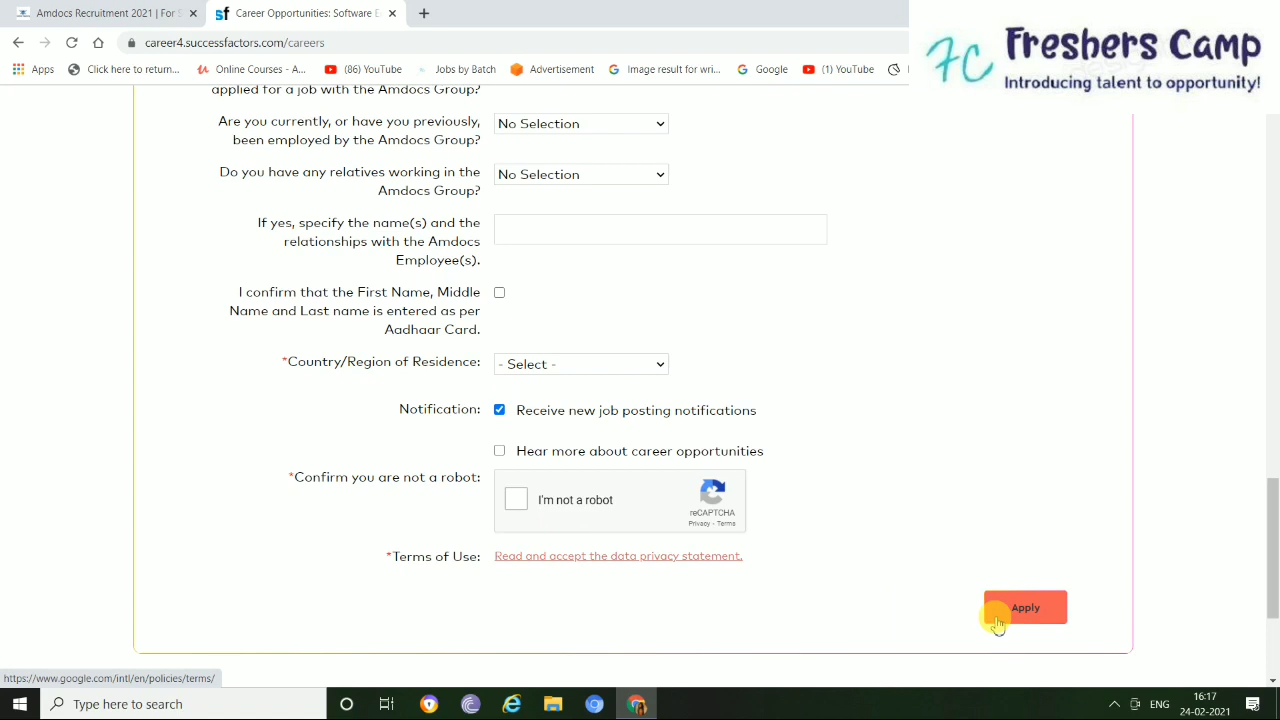 Amdocs Recruitment 2021 | For S
Career Opportunities: Software E
career4.successfactors.com/careers
Apps
Click here to return...
Online Courses - A...
(86) YouTube
Jobs by Batch
Advertisement
Image result for wri...
Google
(1) YouTube
FC Freshers Camp
Introducing talent to opportunity!
applied for a job with the Amdocs Group?
Are you currently, or have you previously,
been employed by the Amdocs Group?
No Selection
Do you have any relatives working in the
Amdocs Group?
No Selection
If yes, specify the name(s) and the
relationships with the Amdocs
Employee(s).
I confirm that the First Name, Middle
Name and Last name is entered as per
Aadhaar Card.
*Country/Region of Residence:
- Select -
Notification:
Receive new job posting notifications
Hear more about career opportunities
*Confirm you are not a robot:
I'm not a robot
reCAPTCHA
Privacy - Terms
*Terms of Use:
Read and accept the data privacy statement.
Apply
https://www.google.com/intl/en/policies/terms/
Type here to search
ENG
16:17
24-02-2021